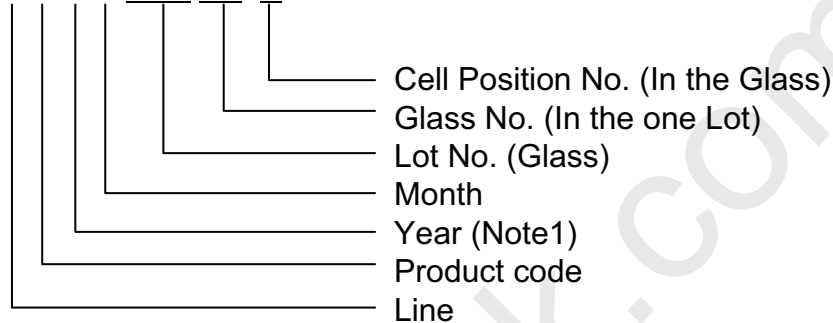 Cell Position No. (In the Glass)
Glass No. (In the one Lot)
Lot No. (Glass)
Month
Year (Note1)
Product code
Line